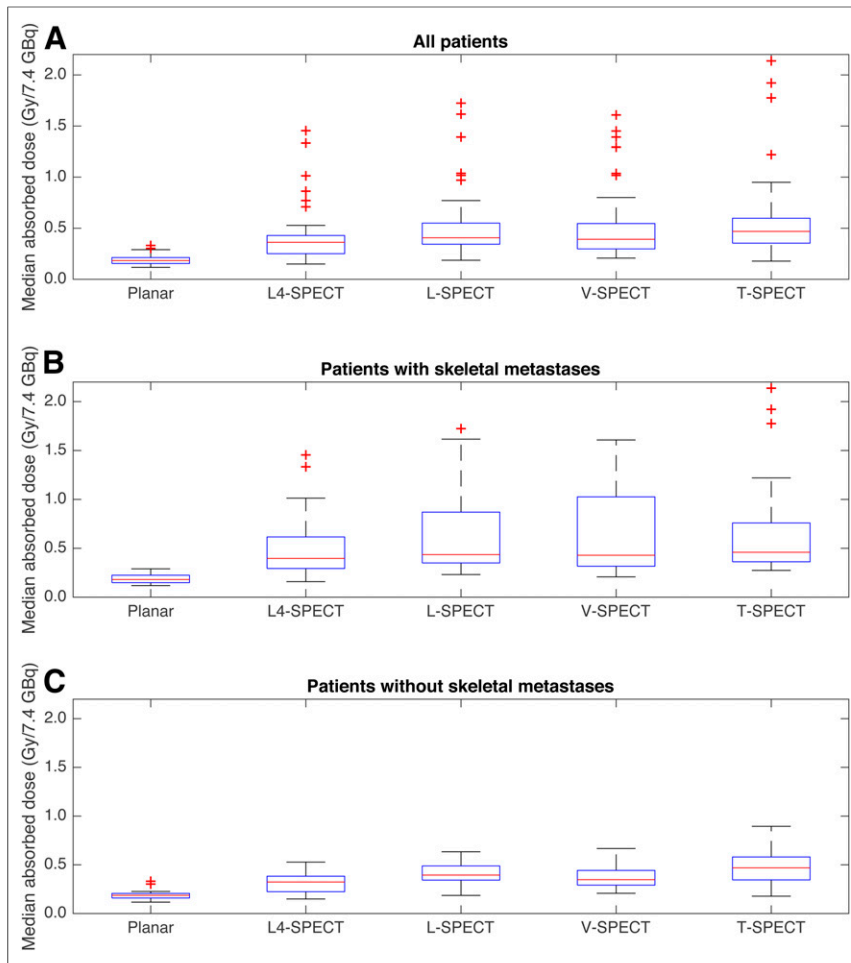 A
All patients
Median absorbed dose (Gy/7.4 GBq)
2.0
1.5
1.0
0.5
0.0
Planar L4-SPECT L-SPECT V-SPECT T-SPECT
B
Patients with skeletal metastases
Median absorbed dose (Gy/7.4 GBq)
2.0
1.5
1.0
0.5
0.0
Planar L4-SPECT L-SPECT V-SPECT T-SPECT
C
Patients without skeletal metastases
Median absorbed dose (Gy/7.4 GBq)
2.0
1.5
1.0
0.5
0.0
Planar L4-SPECT L-SPECT V-SPECT T-SPECT